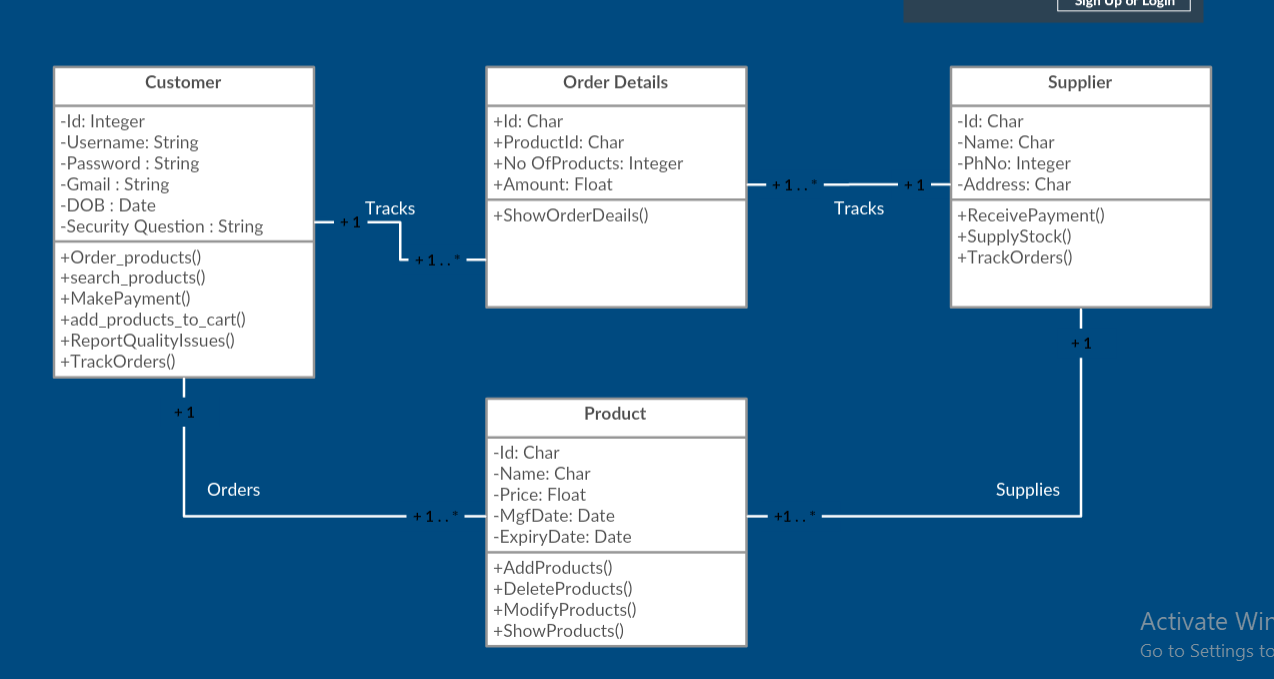 Sign Up or Login
Customer
-Id: Integer
-Username: String
-Password : String
-Gmail : String
-DOB : Date
-Security Question : String
+Order_products()
+search_products()
+MakePayment()
+add_products_to_cart()
+ReportQualityIssues()
+TrackOrders()
Order Details
+Id: Char
+ProductId: Char
+No OfProducts: Integer
+Amount: Float
+ShowOrderDeails()
Supplier
-Id: Char
-Name: Char
-PhNo: Integer
-Address: Char
+ReceivePayment()
+SupplyStock()
+TrackOrders()
+1
Tracks
+1..*
+1..*
Tracks
+1
+1
+1
Product
-Id: Char
-Name: Char
-Price: Float
-MgfDate: Date
-ExpiryDate: Date
+AddProducts()
+DeleteProducts()
+ModifyProducts()
+ShowProducts()
Orders
+1..*
+1..*
Supplies
Activate Win
Go to Settings to